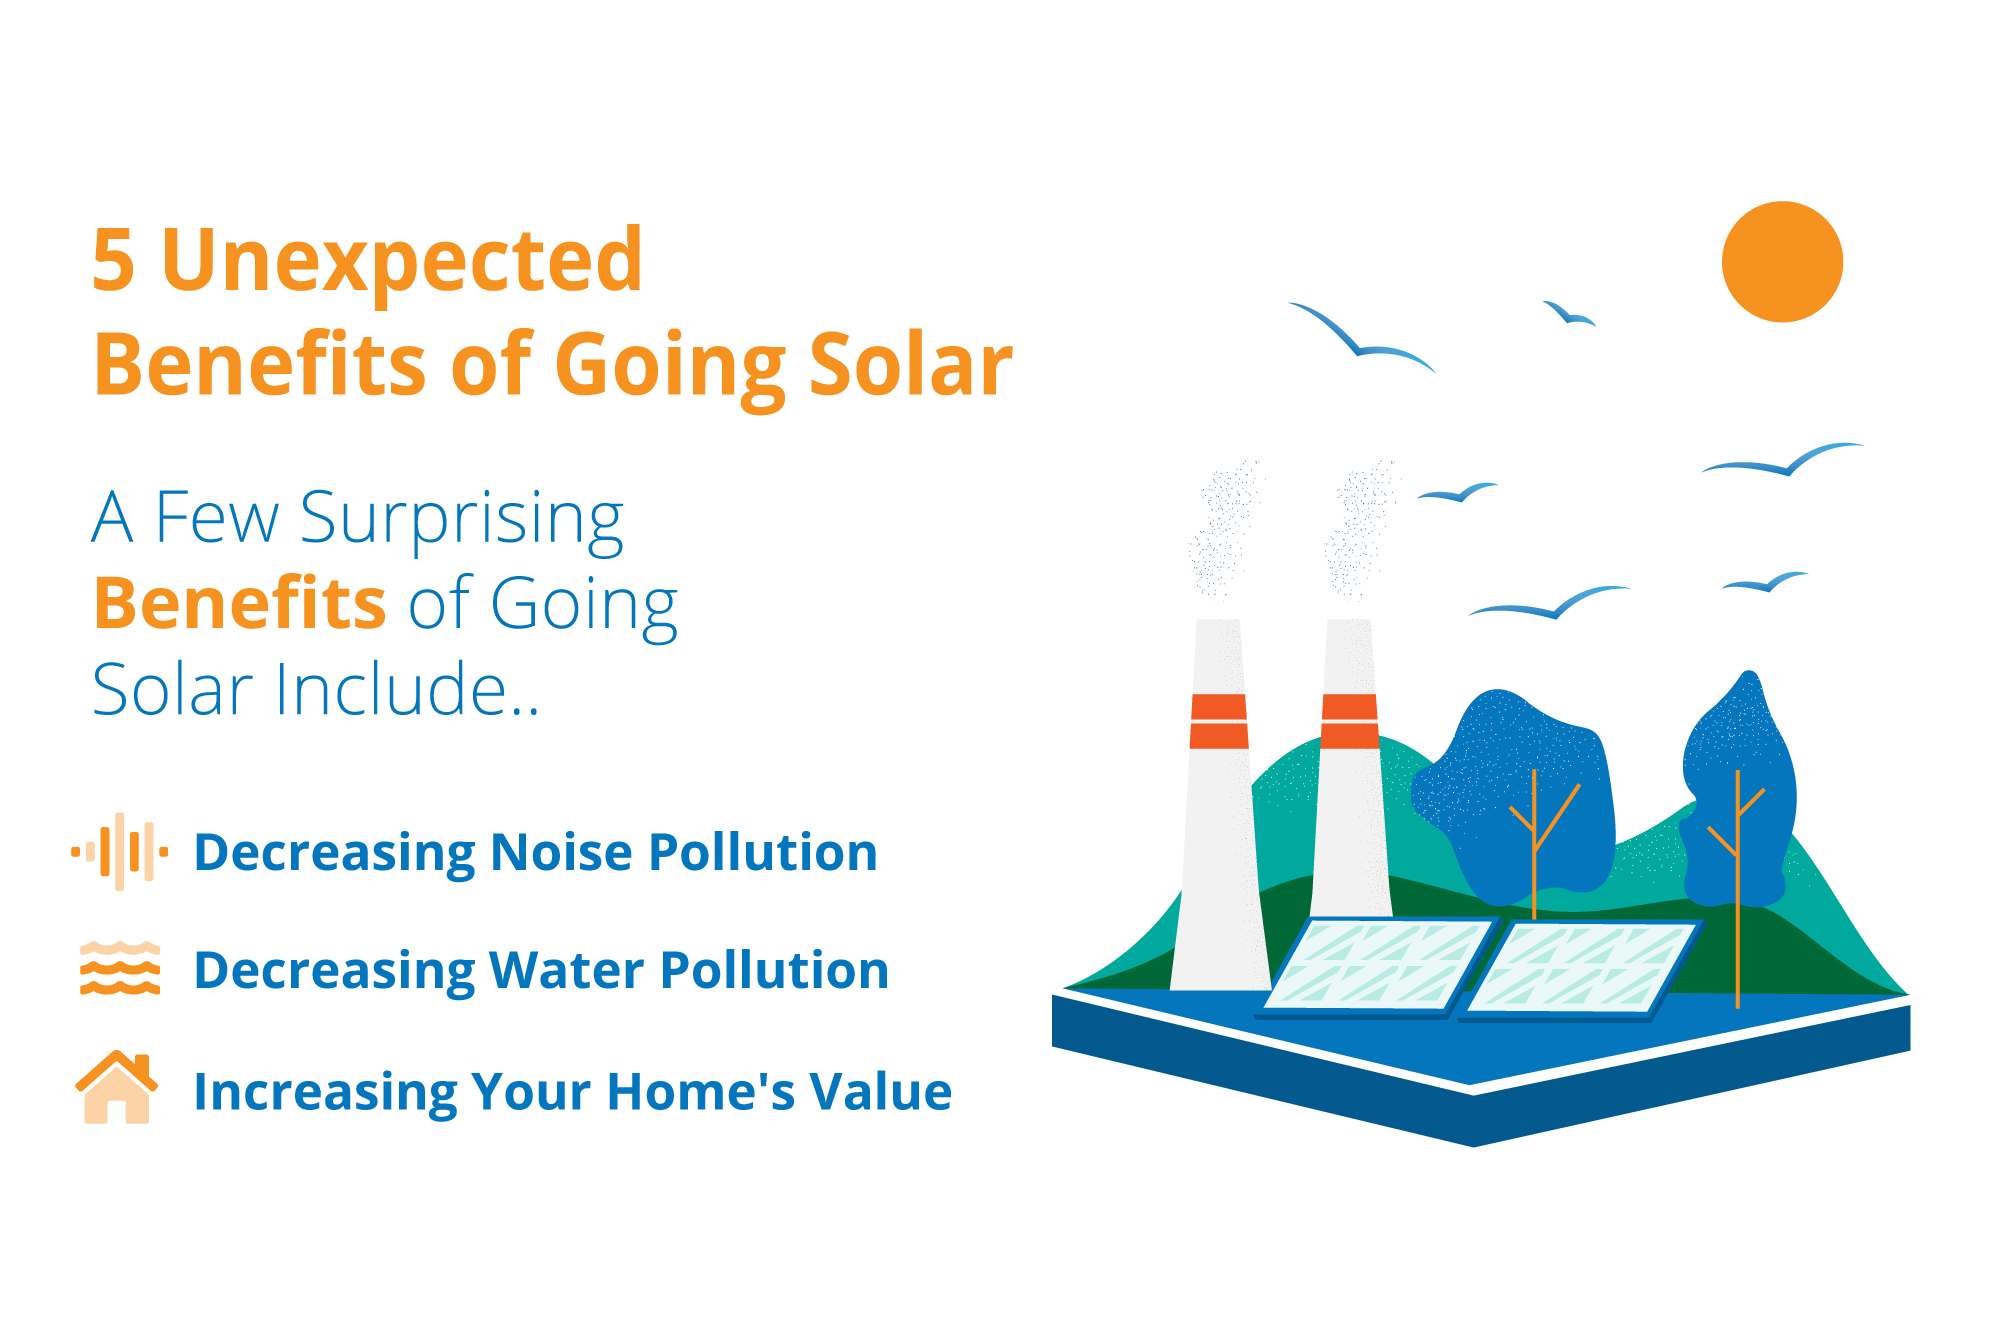 5 Unexpected
Benefits of Going Solar
A Few Surprising
Benefits of Going
Solar Include..
Decreasing Noise Pollution
Decreasing Water Pollution
Increasing Your Home's Value